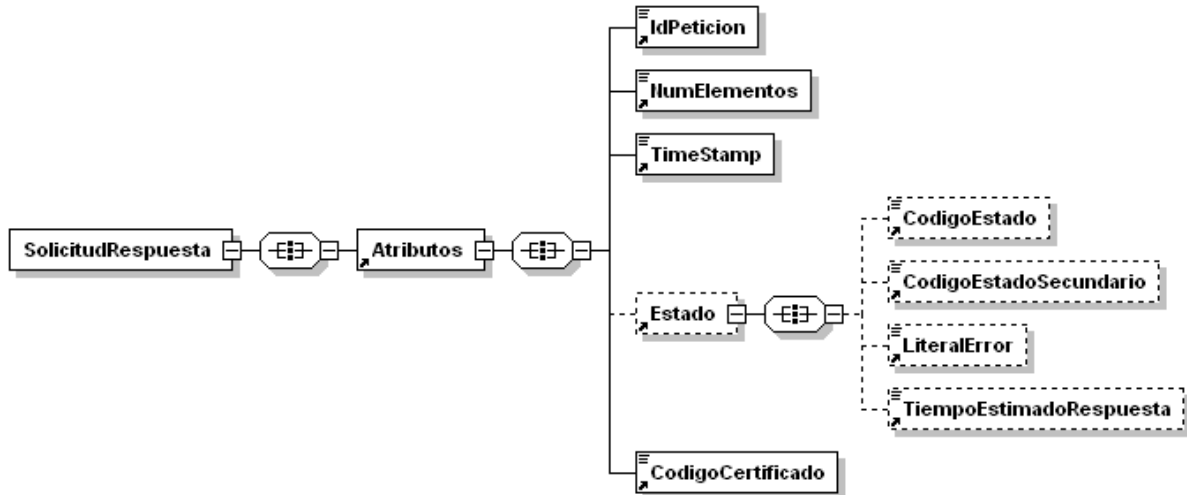 IdPeticion
NumElementos
TimeStamp
CodigoEstado
SolicitudRespuesta
Atributos
CodigoEstadoSecundario
Estado
LiteralError
TiempoEstimadoRespuesta
CodigoCertificado